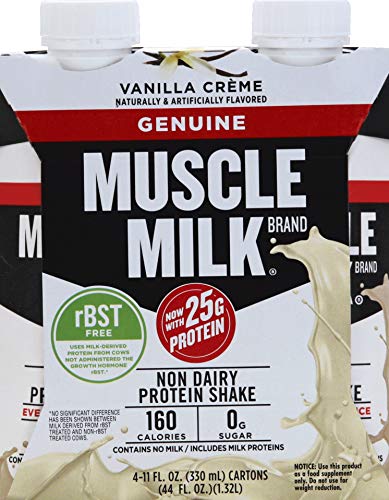 VANILLA CRÈME
NATURALLY & ARTIFICIALLY FLAVORED
GENUINE
MUSCLE
MILK® BRAND
BRAND
rBST
FREE
USES MILK-DERIVED
PROTEIN FROM COWS
NOT ADMINISTERED THE
GROWTH HORMONE
rBST.*
NOW WITH 25G
PROTEIN
NON DAIRY
PROTEIN SHAKE
*NO SIGNIFICANT DIFFERENCE
HAS BEEN SHOWN BETWEEN
MILK DERIVED FROM rBST
TREATED AND NON-rBST
TREATED COWS.
160
CALORIES
0G
SUGAR
CONTAINS NO MILK / INCLUDES MILK PROTEINS
4-11 FL. OZ. (330 mL) CARTONS
(44 FL. OZ./1.32L)
NOTICE: Use this product
as a food supplement
only. Do not use for
weight reduction.